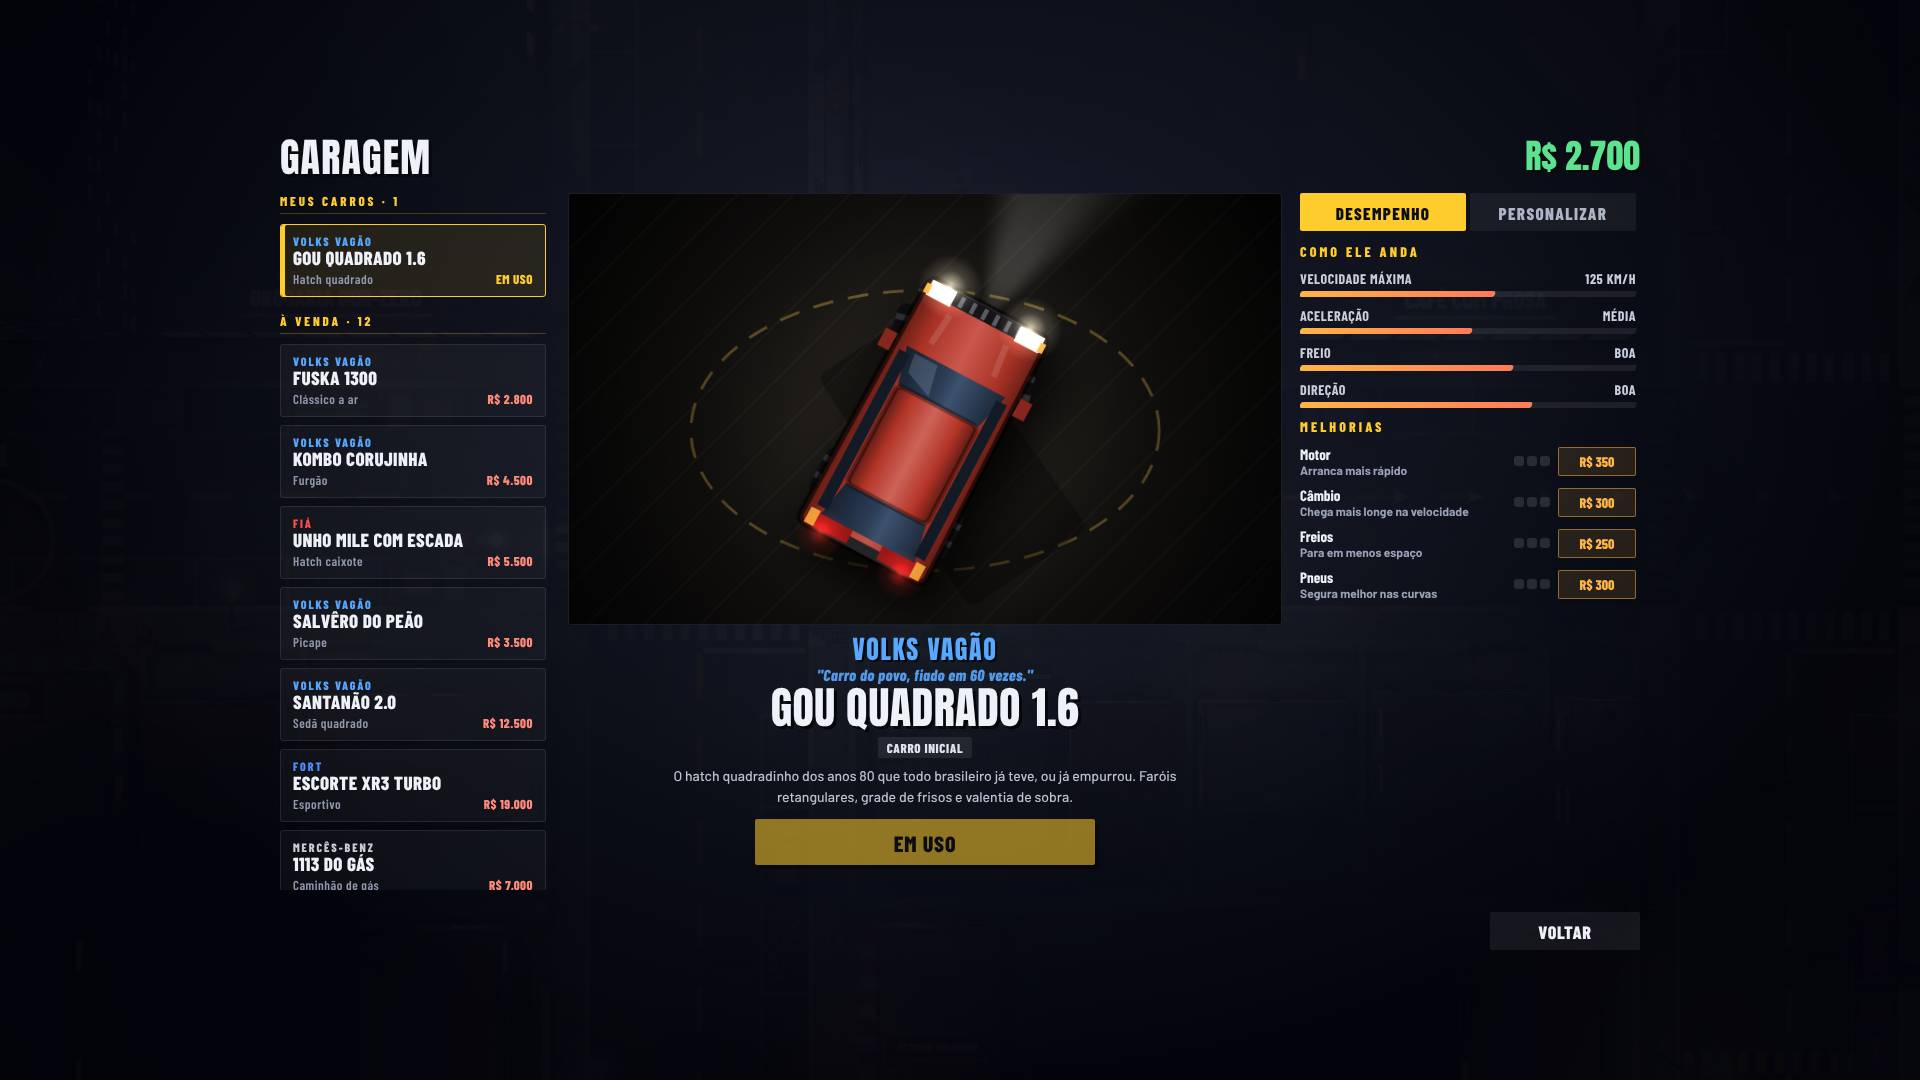 GARAGEM
R$ 2.700
MEUS CARROS · 1
VOLKS VAGÃO
GOU QUADRADO 1.6
Hatch quadrado
EM USO
À VENDA · 12
VOLKS VAGÃO
FUSKA 1300
Clássico a ar
R$ 2.800
VOLKS VAGÃO
KOMBO CORUJINHA
Furgão
R$ 4.500
FIÁ
UNHO MILE COM ESCADA
Hatch caixote
R$ 5.500
VOLKS VAGÃO
SALVÊRO DO PEÃO
Picape
R$ 3.500
VOLKS VAGÃO
SANTANÃO 2.0
Sedã quadrado
R$ 12.500
FORT
ESCORTE XR3 TURBO
Esportivo
R$ 19.000
MERCÊS-BENZ
1113 DO GÁS
Caminhão de gás
R$ 7.000
VOLKS VAGÃO
"Carro do povo, fiado em 60 vezes."
GOU QUADRADO 1.6
CARRO INICIAL
O hatch quadradinho dos anos 80 que todo brasileiro já teve, ou já empurrou. Faróis
retangulares, grade de frisos e valentia de sobra.
EM USO
DESEMPENHO
PERSONALIZAR
COMO ELE ANDA
VELOCIDADE MÁXIMA
125 KM/H
ACELERAÇÃO
MÉDIA
FREIO
BOA
DIREÇÃO
BOA
MELHORIAS
Motor
Arranca mais rápido
R$ 350
Câmbio
Chega mais longe na velocidade
R$ 300
Freios
Para em menos espaço
R$ 250
Pneus
Segura melhor nas curvas
R$ 300
VOLTAR